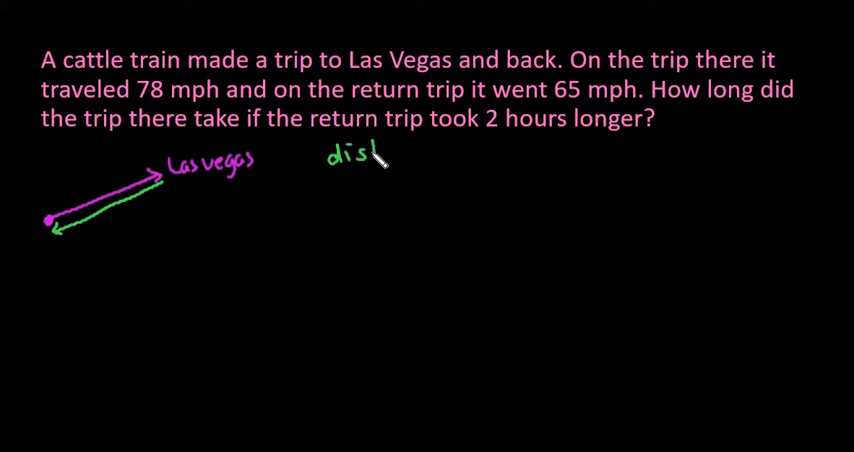 A cattle train made a trip to Las Vegas and back. On the trip there it
traveled 78 mph and on the return trip it went 65 mph. How long did
the trip there take if the return trip took 2 hours longer?
Las vegas